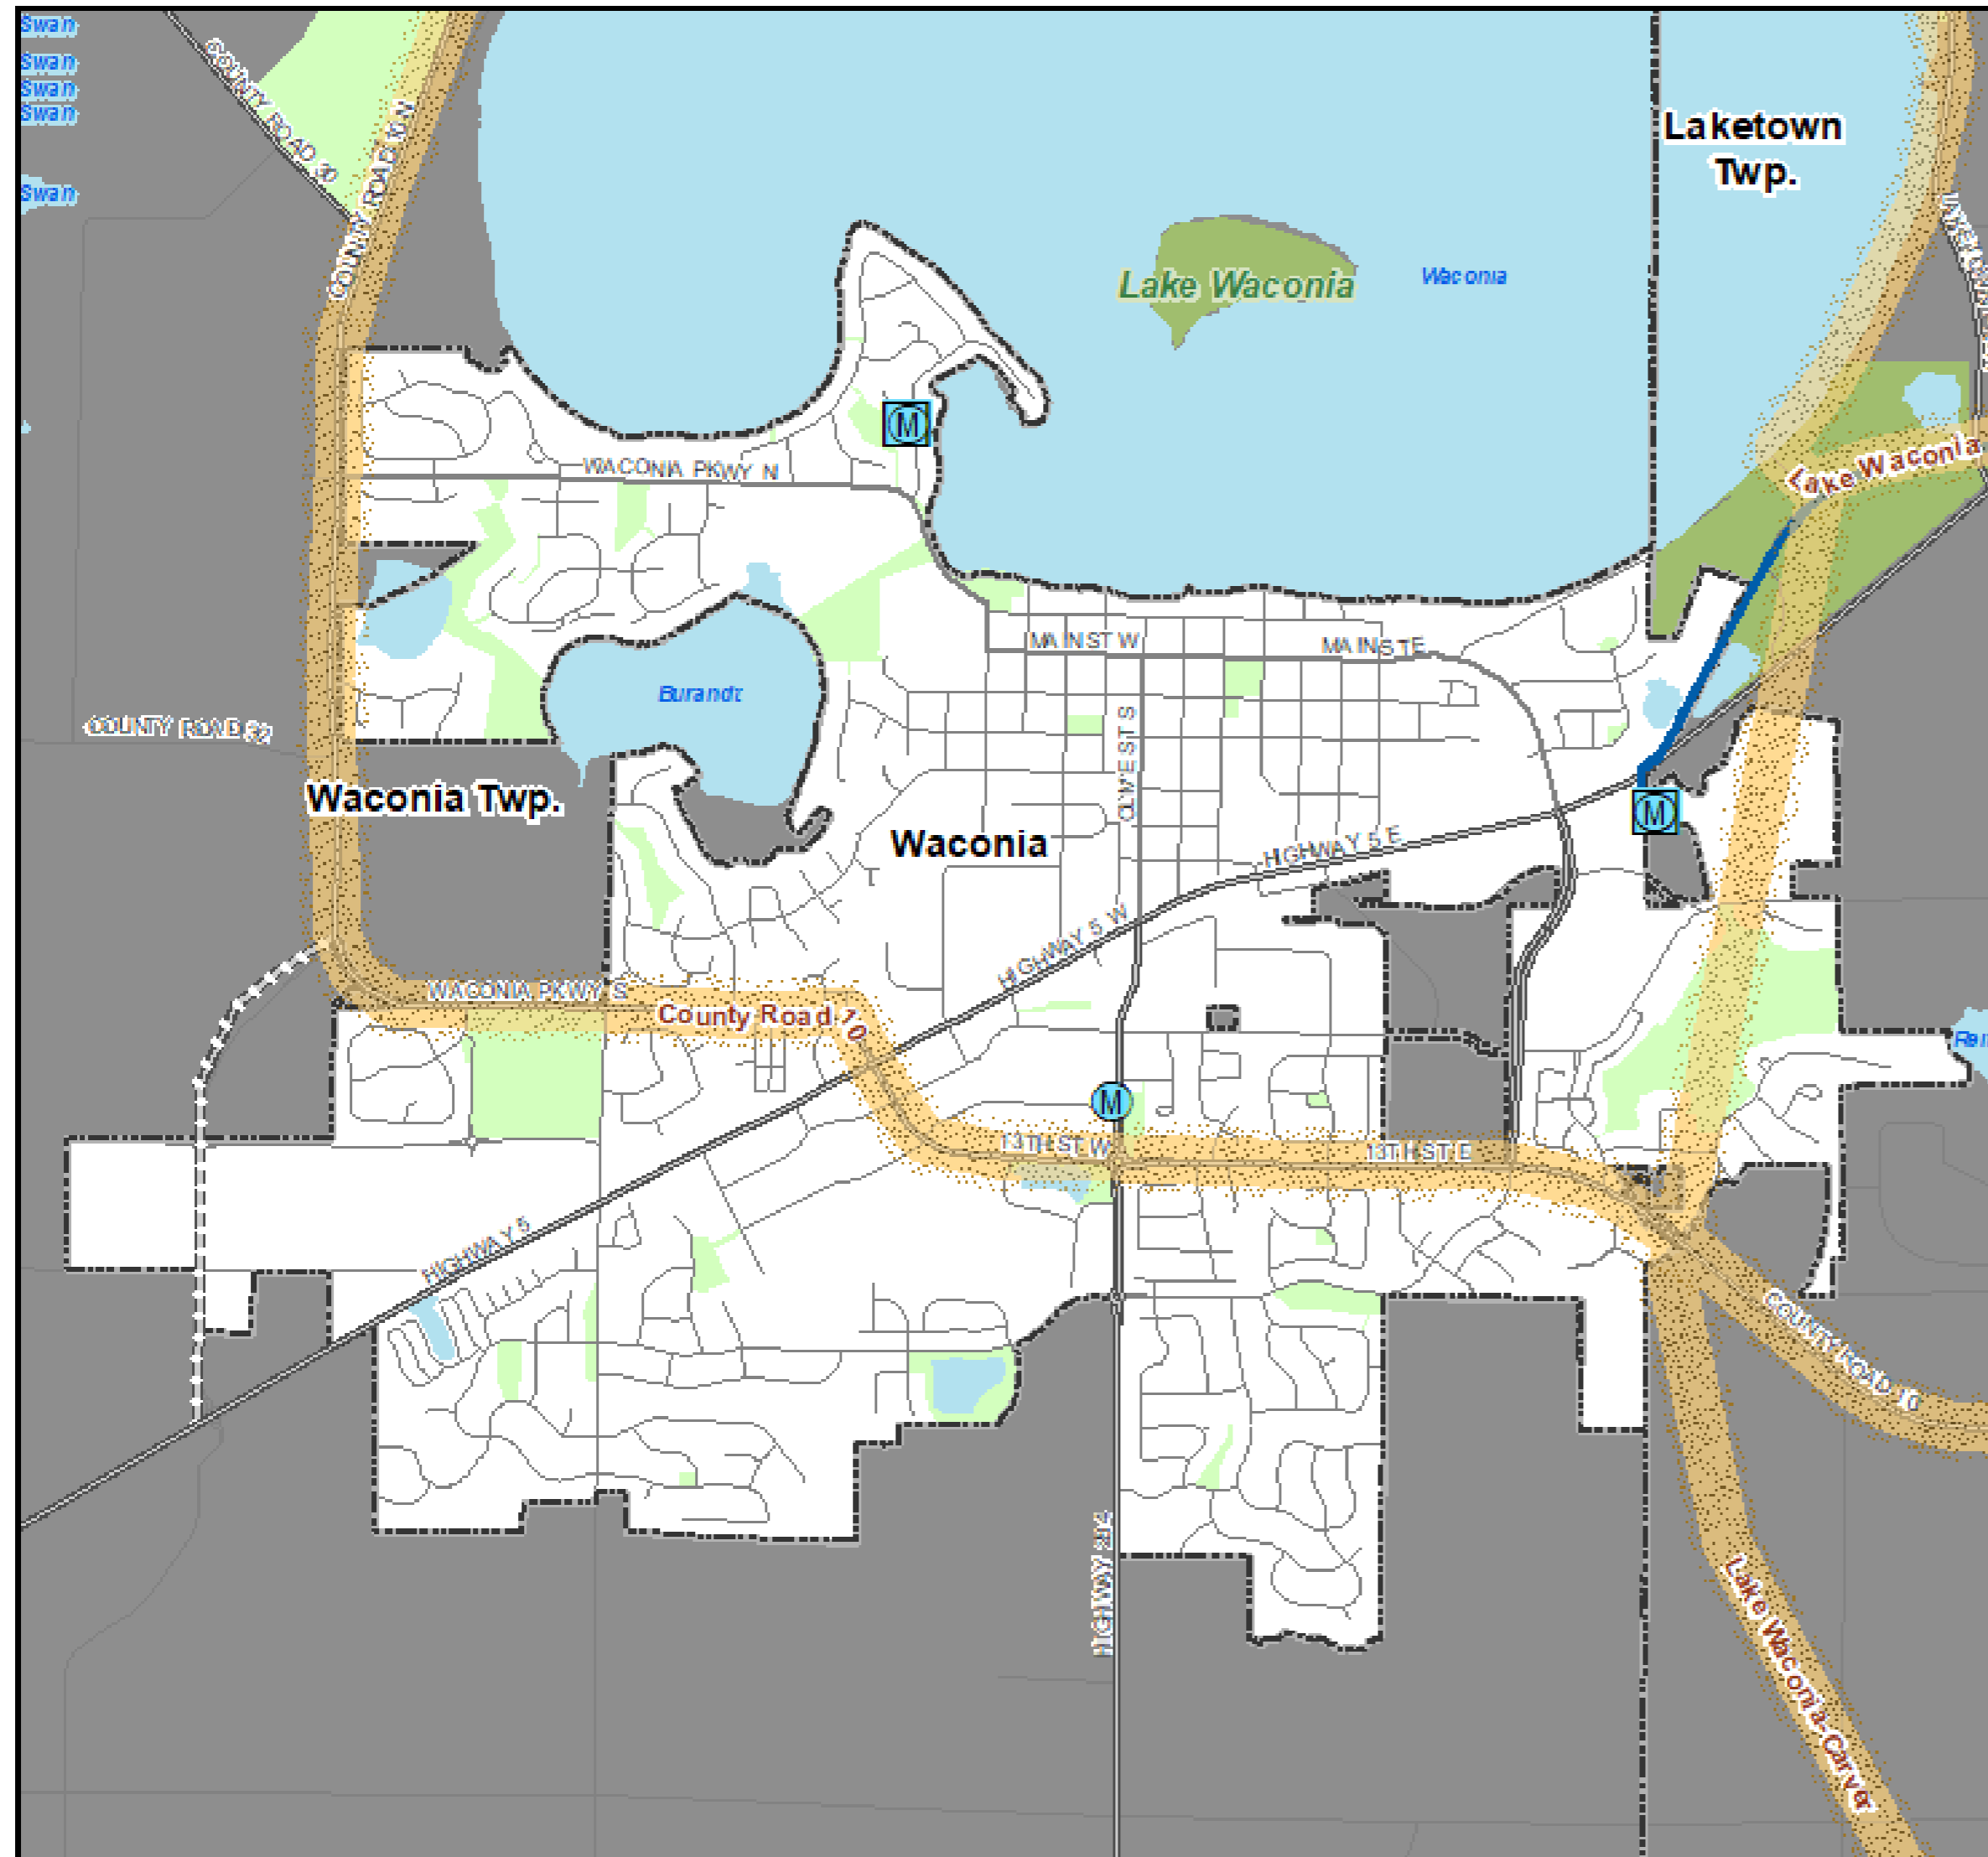 Swan
Swan
Swan
Swan
Swan
COUNTY ROAD 30
COUNTY ROAD 10 N
Laketown
Twp.
Lake Waconia
Waconia
M
WACONIA PKWY N
Lake Waconia
MAIN ST W
MAIN ST E
Burandt
OLIVE ST S
COUNTY ROAD 32
Waconia Twp.
M
Waconia
HIGHWAY 5 E
HIGHWAY 5 W
WACONIA PKWY S
County Road 10
M
13TH ST W
13TH ST E
HIGHWAY 5
COUNTY ROAD 10
HIGHWAY 284
Lake Waconia-Carver